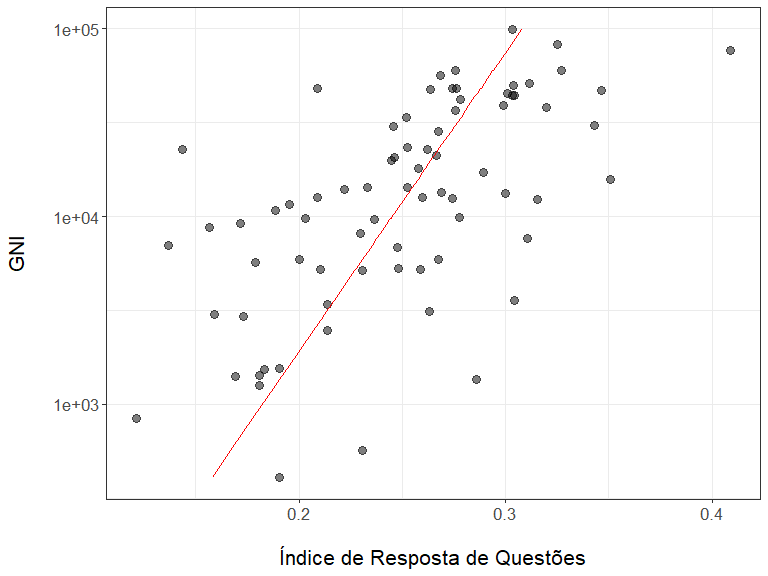 1e+05
1e+04
1e+03
GNI
0.2
0.3
0.4
Índice de Resposta de Questões